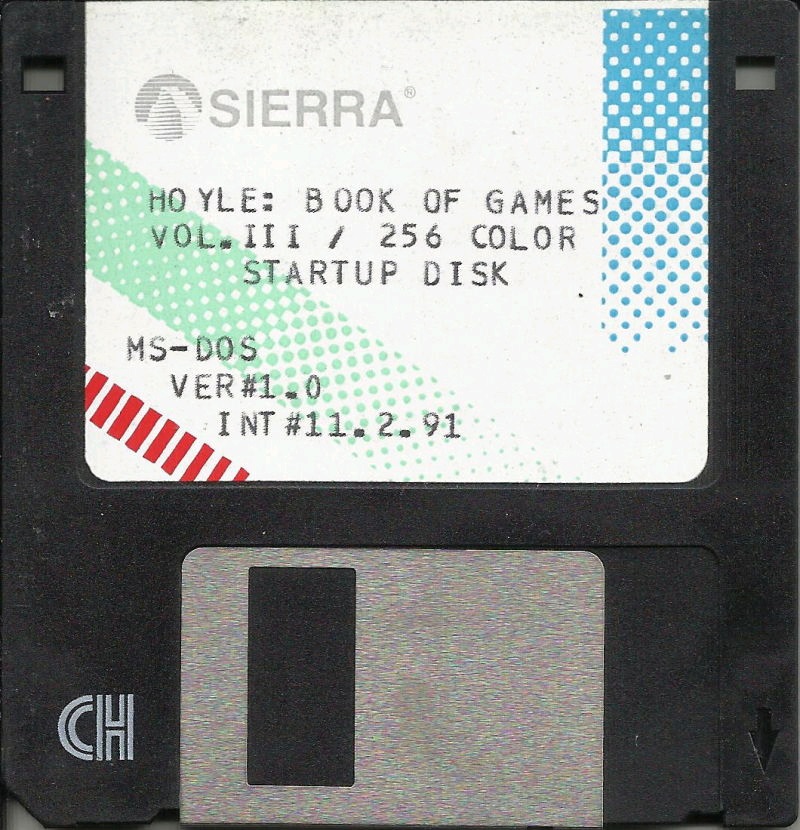 SIERRA®
HOYLE: BOOK OF GAMES
VOL.III / 256 COLOR
STARTUP DISK
MS-DOS
VER#1.0
INT#11.2.91
CH